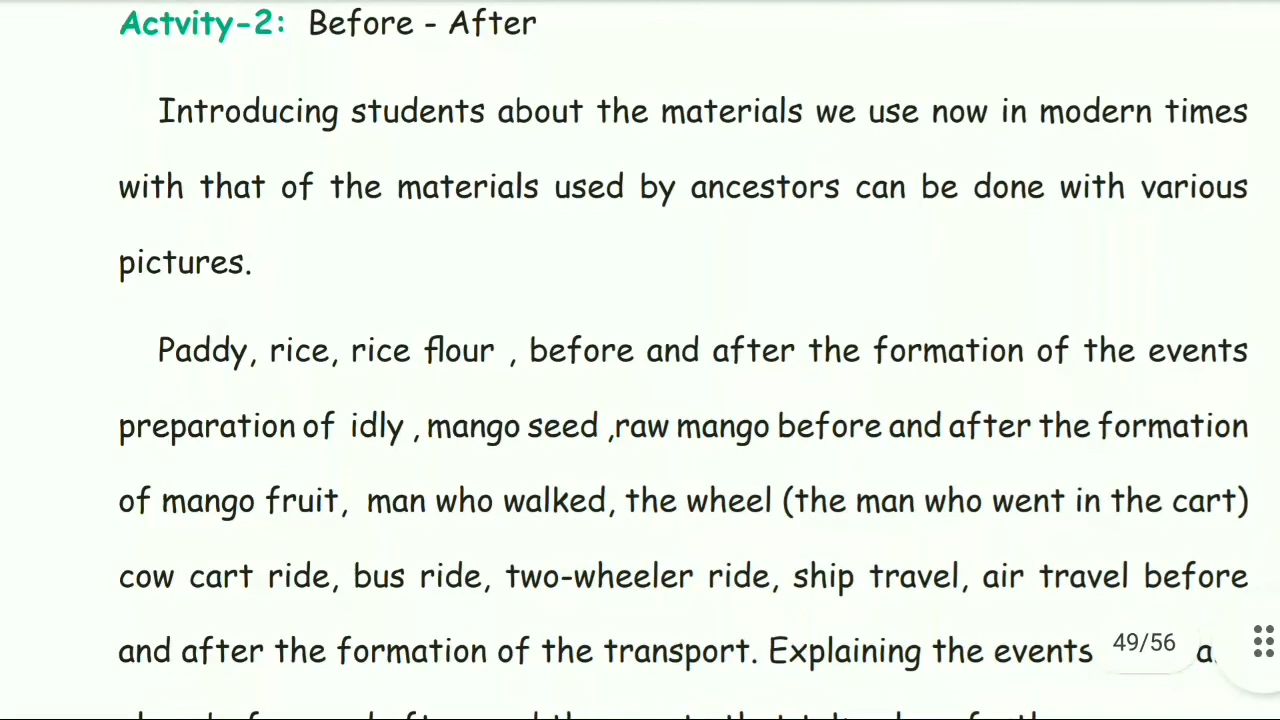 Actvity-2: Before - After
Introducing students about the materials we use now in modern times
with that of the materials used by ancestors can be done with various
pictures.
Paddy, rice, rice flour , before and after the formation of the events
preparation of idly , mango seed ,raw mango before and after the formation
of mango fruit, man who walked, the wheel (the man who went in the cart)
cow cart ride, bus ride, two-wheeler ride, ship travel, air travel before
and after the formation of the transport. Explaining the events
49/56